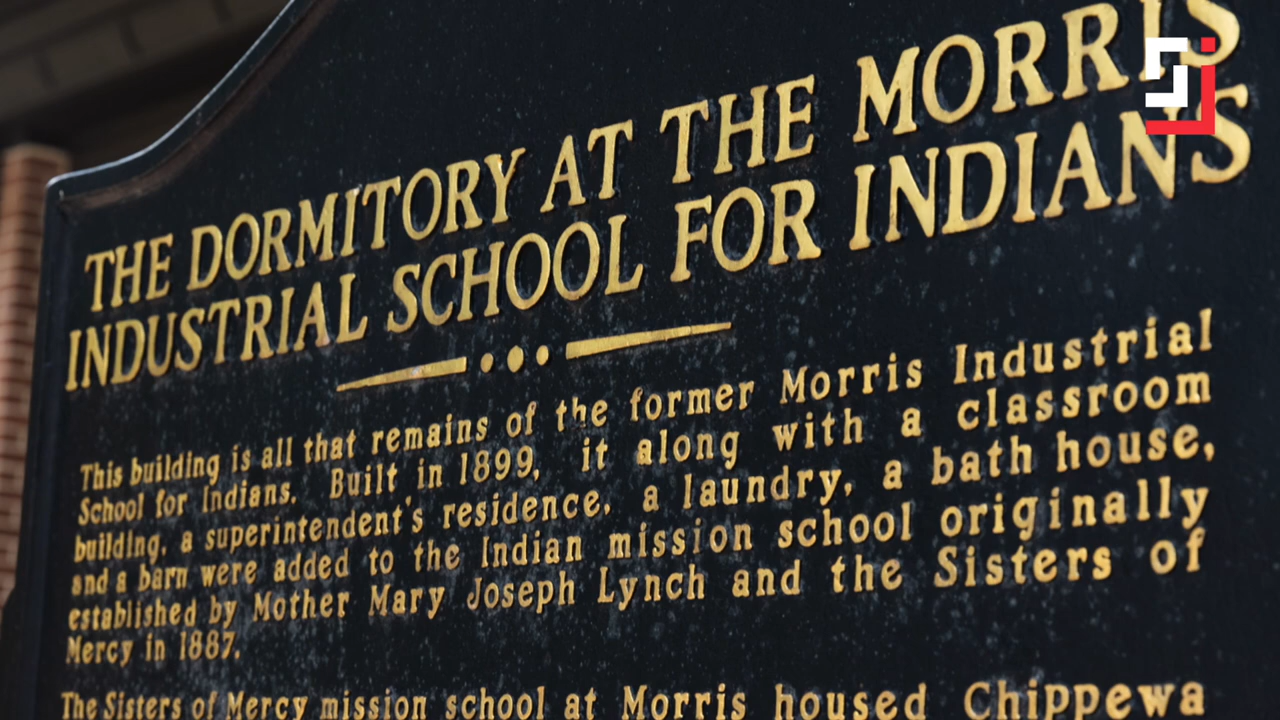 THE DORMITORY AT THE MORRIS
INDUSTRIAL SCHOOL FOR INDIANS
This building is all that remains of the former Morris Industrial
School for Indians. Built in 1899, it along with a classroom
building, a superintendent's residence, a laundry, a bath house,
and a barn were added to the Indian mission school originally
established by Mother Mary Joseph Lynch and the Sisters of
Mercy in 1887.
The Sisters of Mercy mission school at Morris housed Chippewa